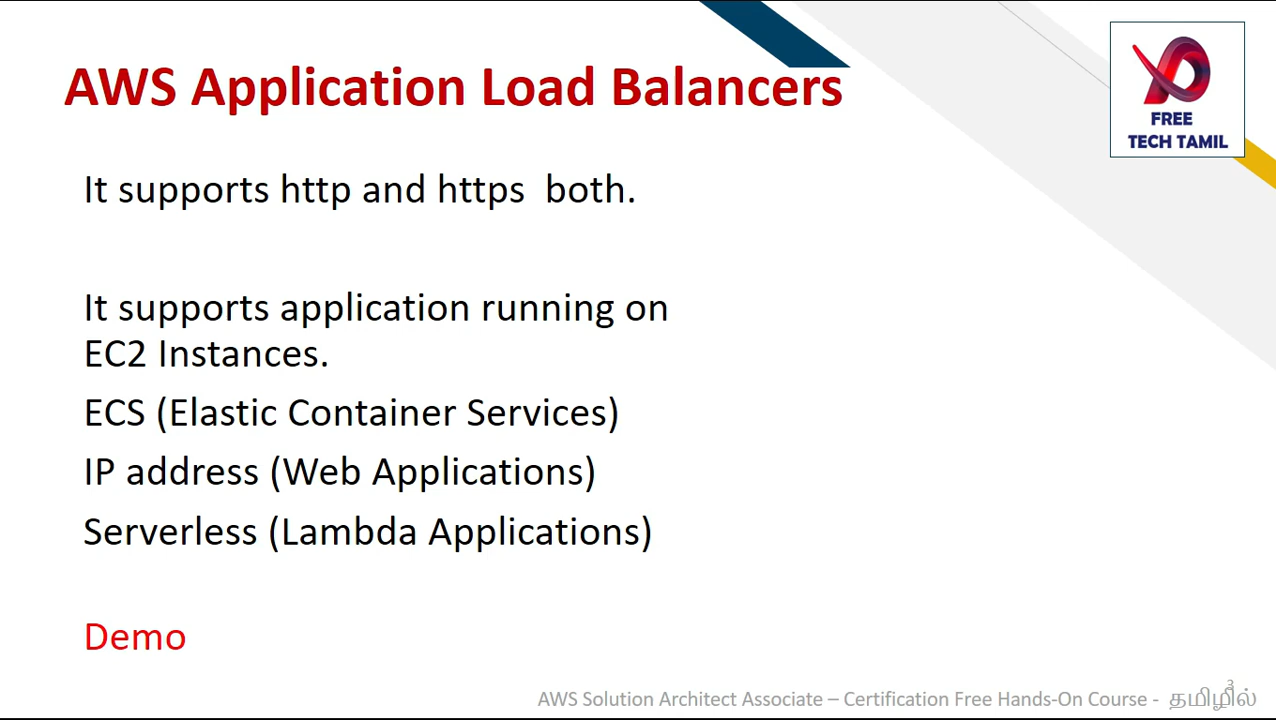 AWS Application Load Balancers
FREE
TECH TAMIL
It supports http and https both.
It supports application running on
EC2 Instances.
ECS (Elastic Container Services)
IP address (Web Applications)
Serverless (Lambda Applications)
Demo
3
AWS Solution Architect Associate – Certification Free Hands-On Course - தமிழில்